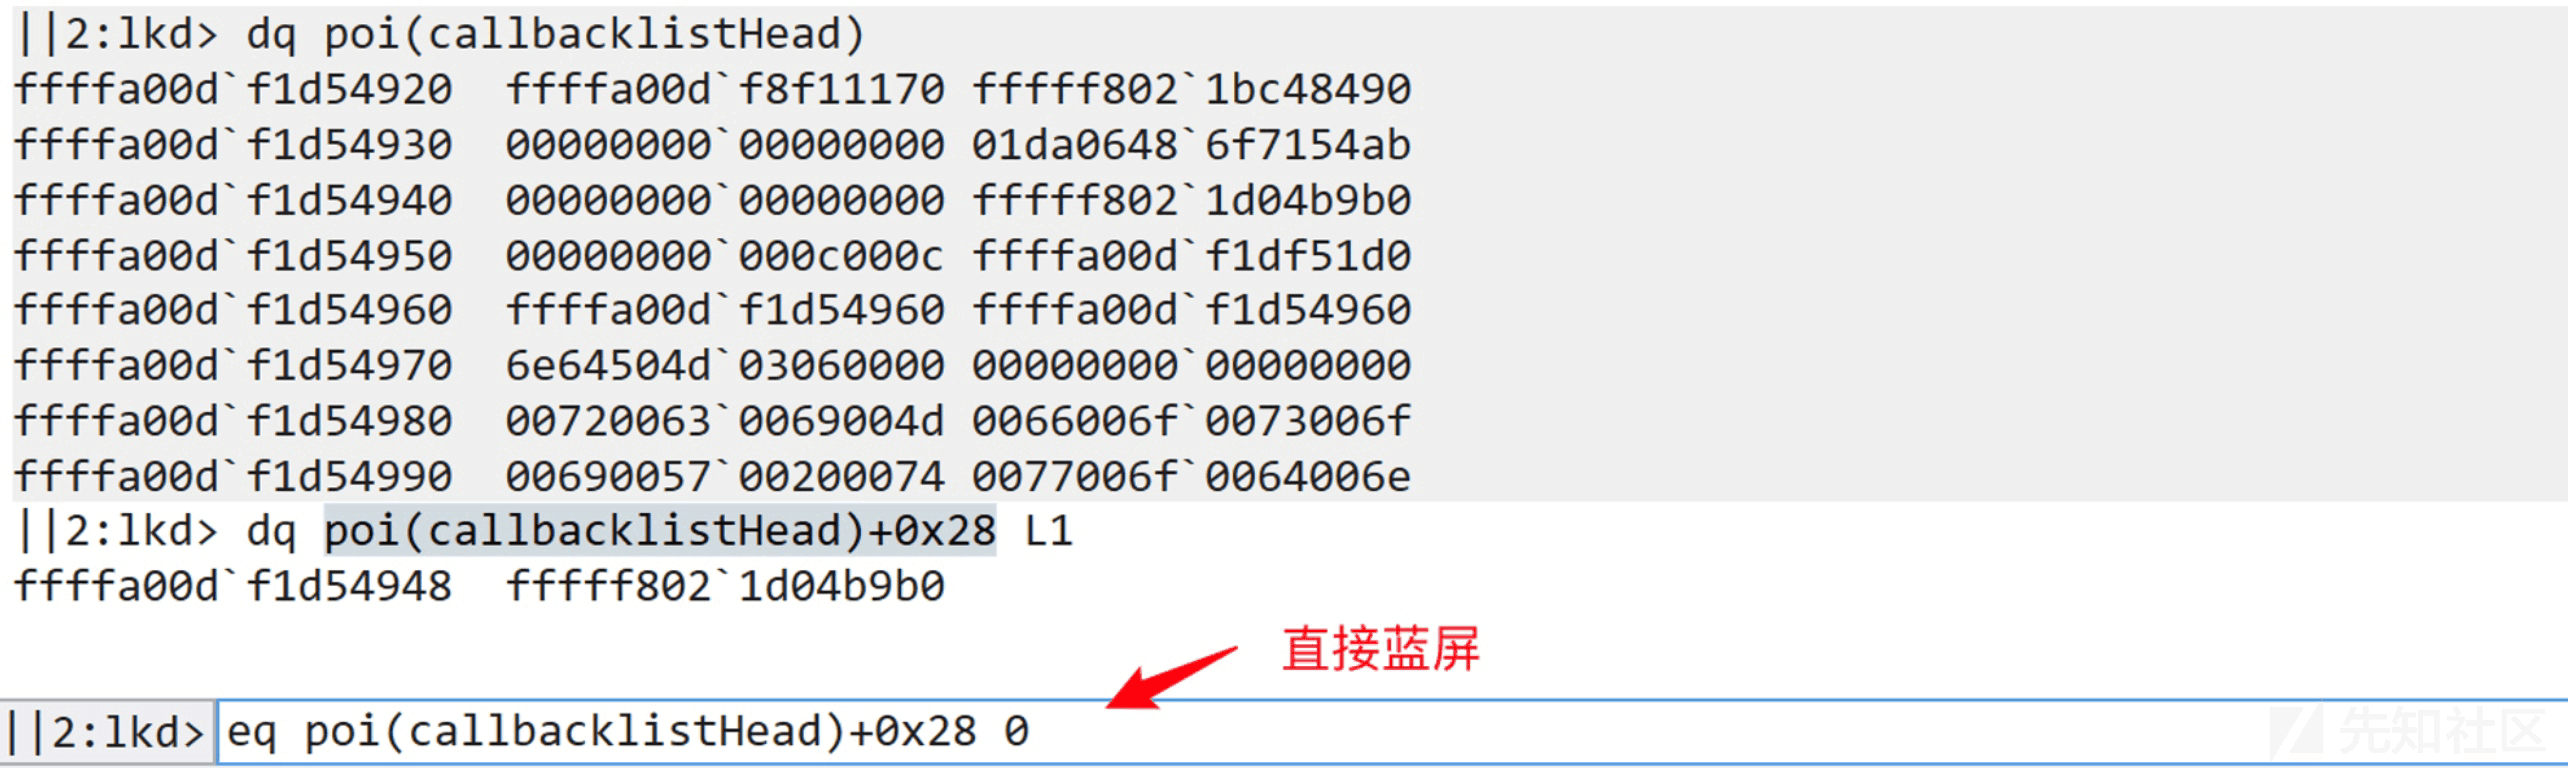 ||2:lkd> dq poi(callbacklistHead)
ffffa00d`f1d54920  ffffa00d`f8f11170 fffff802`1bc48490
ffffa00d`f1d54930  00000000`00000000 01da0648`6f7154ab
ffffa00d`f1d54940  00000000`00000000 fffff802`1d04b9b0
ffffa00d`f1d54950  00000000`000c000c ffffa00d`f1df51d0
ffffa00d`f1d54960  ffffa00d`f1d54960 ffffa00d`f1d54960
ffffa00d`f1d54970  6e64504d`03060000 00000000`00000000
ffffa00d`f1d54980  00720063`0069004d 0066006f`0073006f
ffffa00d`f1d54990  00690057`00200074 0077006f`0064006e
||2:lkd> dq poi(callbacklistHead)+0x28 L1
ffffa00d`f1d54948  fffff802`1d04b9b0
直接蓝屏
||2:lkd> eq poi(callbacklistHead)+0x28 0
先知社区